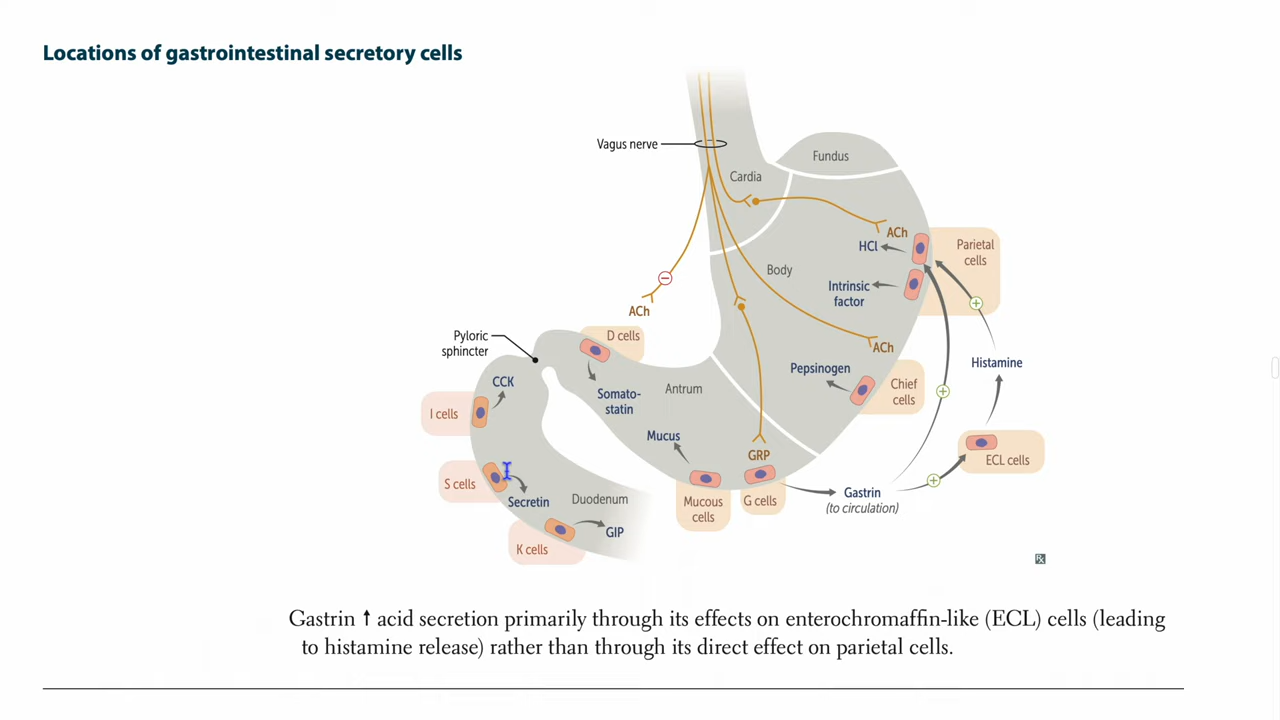 Locations of gastrointestinal secretory cells
Vagus nerve
Fundus
Cardia
ACh
HCl
Parietal
cells
Body
Intrinsic
factor
ACh
Pyloric
sphincter
D cells
ACh
Histamine
Pepsinogen
CCK
Somato-
statin
Antrum
Chief
cells
I cells
Mucus
GRP
ECL cells
S cells
Secretin
Duodenum
Mucous
cells
G cells
Gastrin
(to circulation)
GIP
K cells
Rx
Gastrin ⬆ acid secretion primarily through its effects on enterochromaffin-like (ECL) cells (leading
to histamine release) rather than through its direct effect on parietal cells.